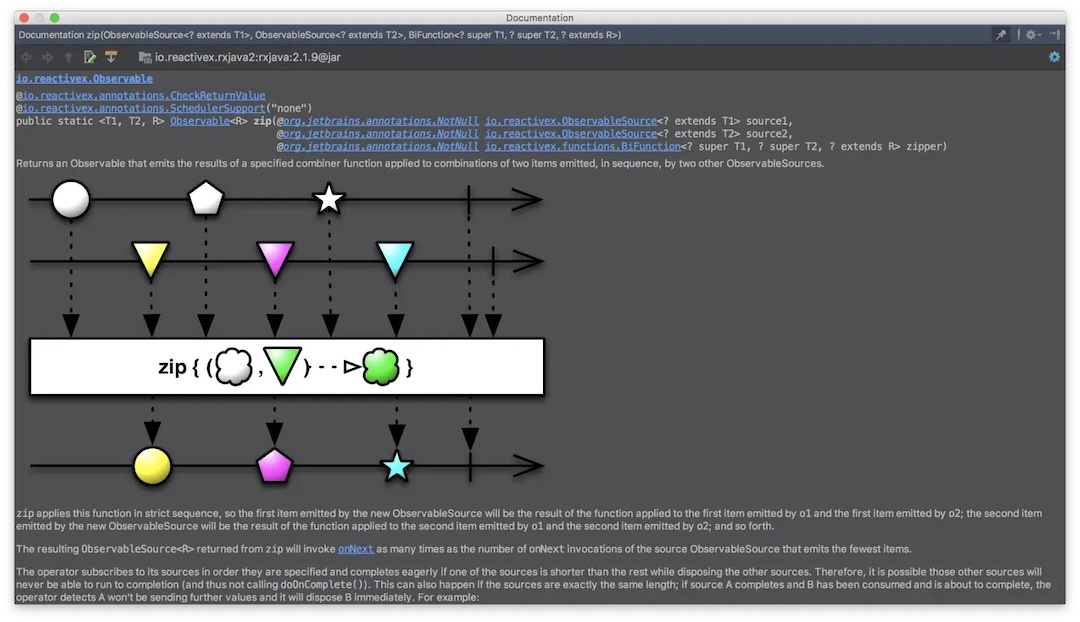 Documentation
Documentation zip(ObservableSource<? extends T1>, ObservableSource<? extends T2>, BiFunction<? super T1, ? super T2, ? extends R>)
io.reactivex.rxjava2:rxjava:2.1.9@jar
io.reactivex.Observable
@io.reactivex.annotations.CheckReturnValue
@io.reactivex.annotations.SchedulerSupport("none")
public static <T1, T2, R> Observable<R> zip(@org.jetbrains.annotations.NotNull io.reactivex.ObservableSource<? extends T1> source1,
@org.jetbrains.annotations.NotNull io.reactivex.ObservableSource<? extends T2> source2,
@org.jetbrains.annotations.NotNull io.reactivex.functions.BiFunction<? super T1, ? super T2, ? extends R> zipper)
Returns an Observable that emits the results of a specified combiner function applied to combinations of two items emitted, in sequence, by two other ObservableSources.
zip { ( , ) }
zip applies this function in strict sequence, so the first item emitted by the new ObservableSource will be the result of the function applied to the first item emitted by o1 and the first item emitted by o2; the second item
emitted by the new ObservableSource will be the result of the function applied to the second item emitted by o1 and the second item emitted by o2; and so forth.
The resulting ObservableSource<R> returned from zip will invoke onNext as many times as the number of onNext invocations of the source ObservableSource that emits the fewest items.
The operator subscribes to its sources in order they are specified and completes eagerly if one of the sources is shorter than the rest while disposing the other sources. Therefore, it is possible those other sources will
never be able to run to completion (and thus not calling doOnComplete()). This can also happen if the sources are exactly the same length; if source A completes and B has been consumed and is about to complete, the
operator detects A won't be sending further values and it will dispose B immediately. For example: